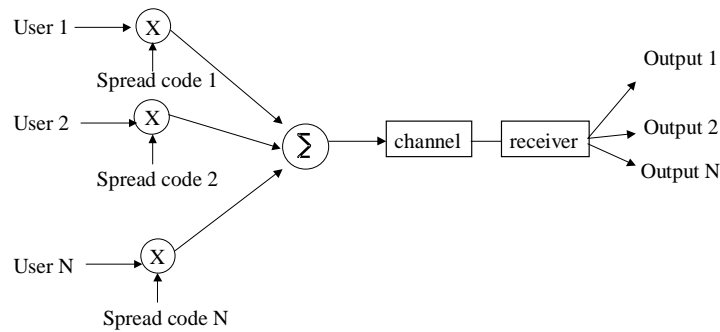 User 1
X
Spread code 1
User 2
X
Spread code 2
User N
X
Spread code N
Σ
channel
receiver
Output 1
Output 2
Output N